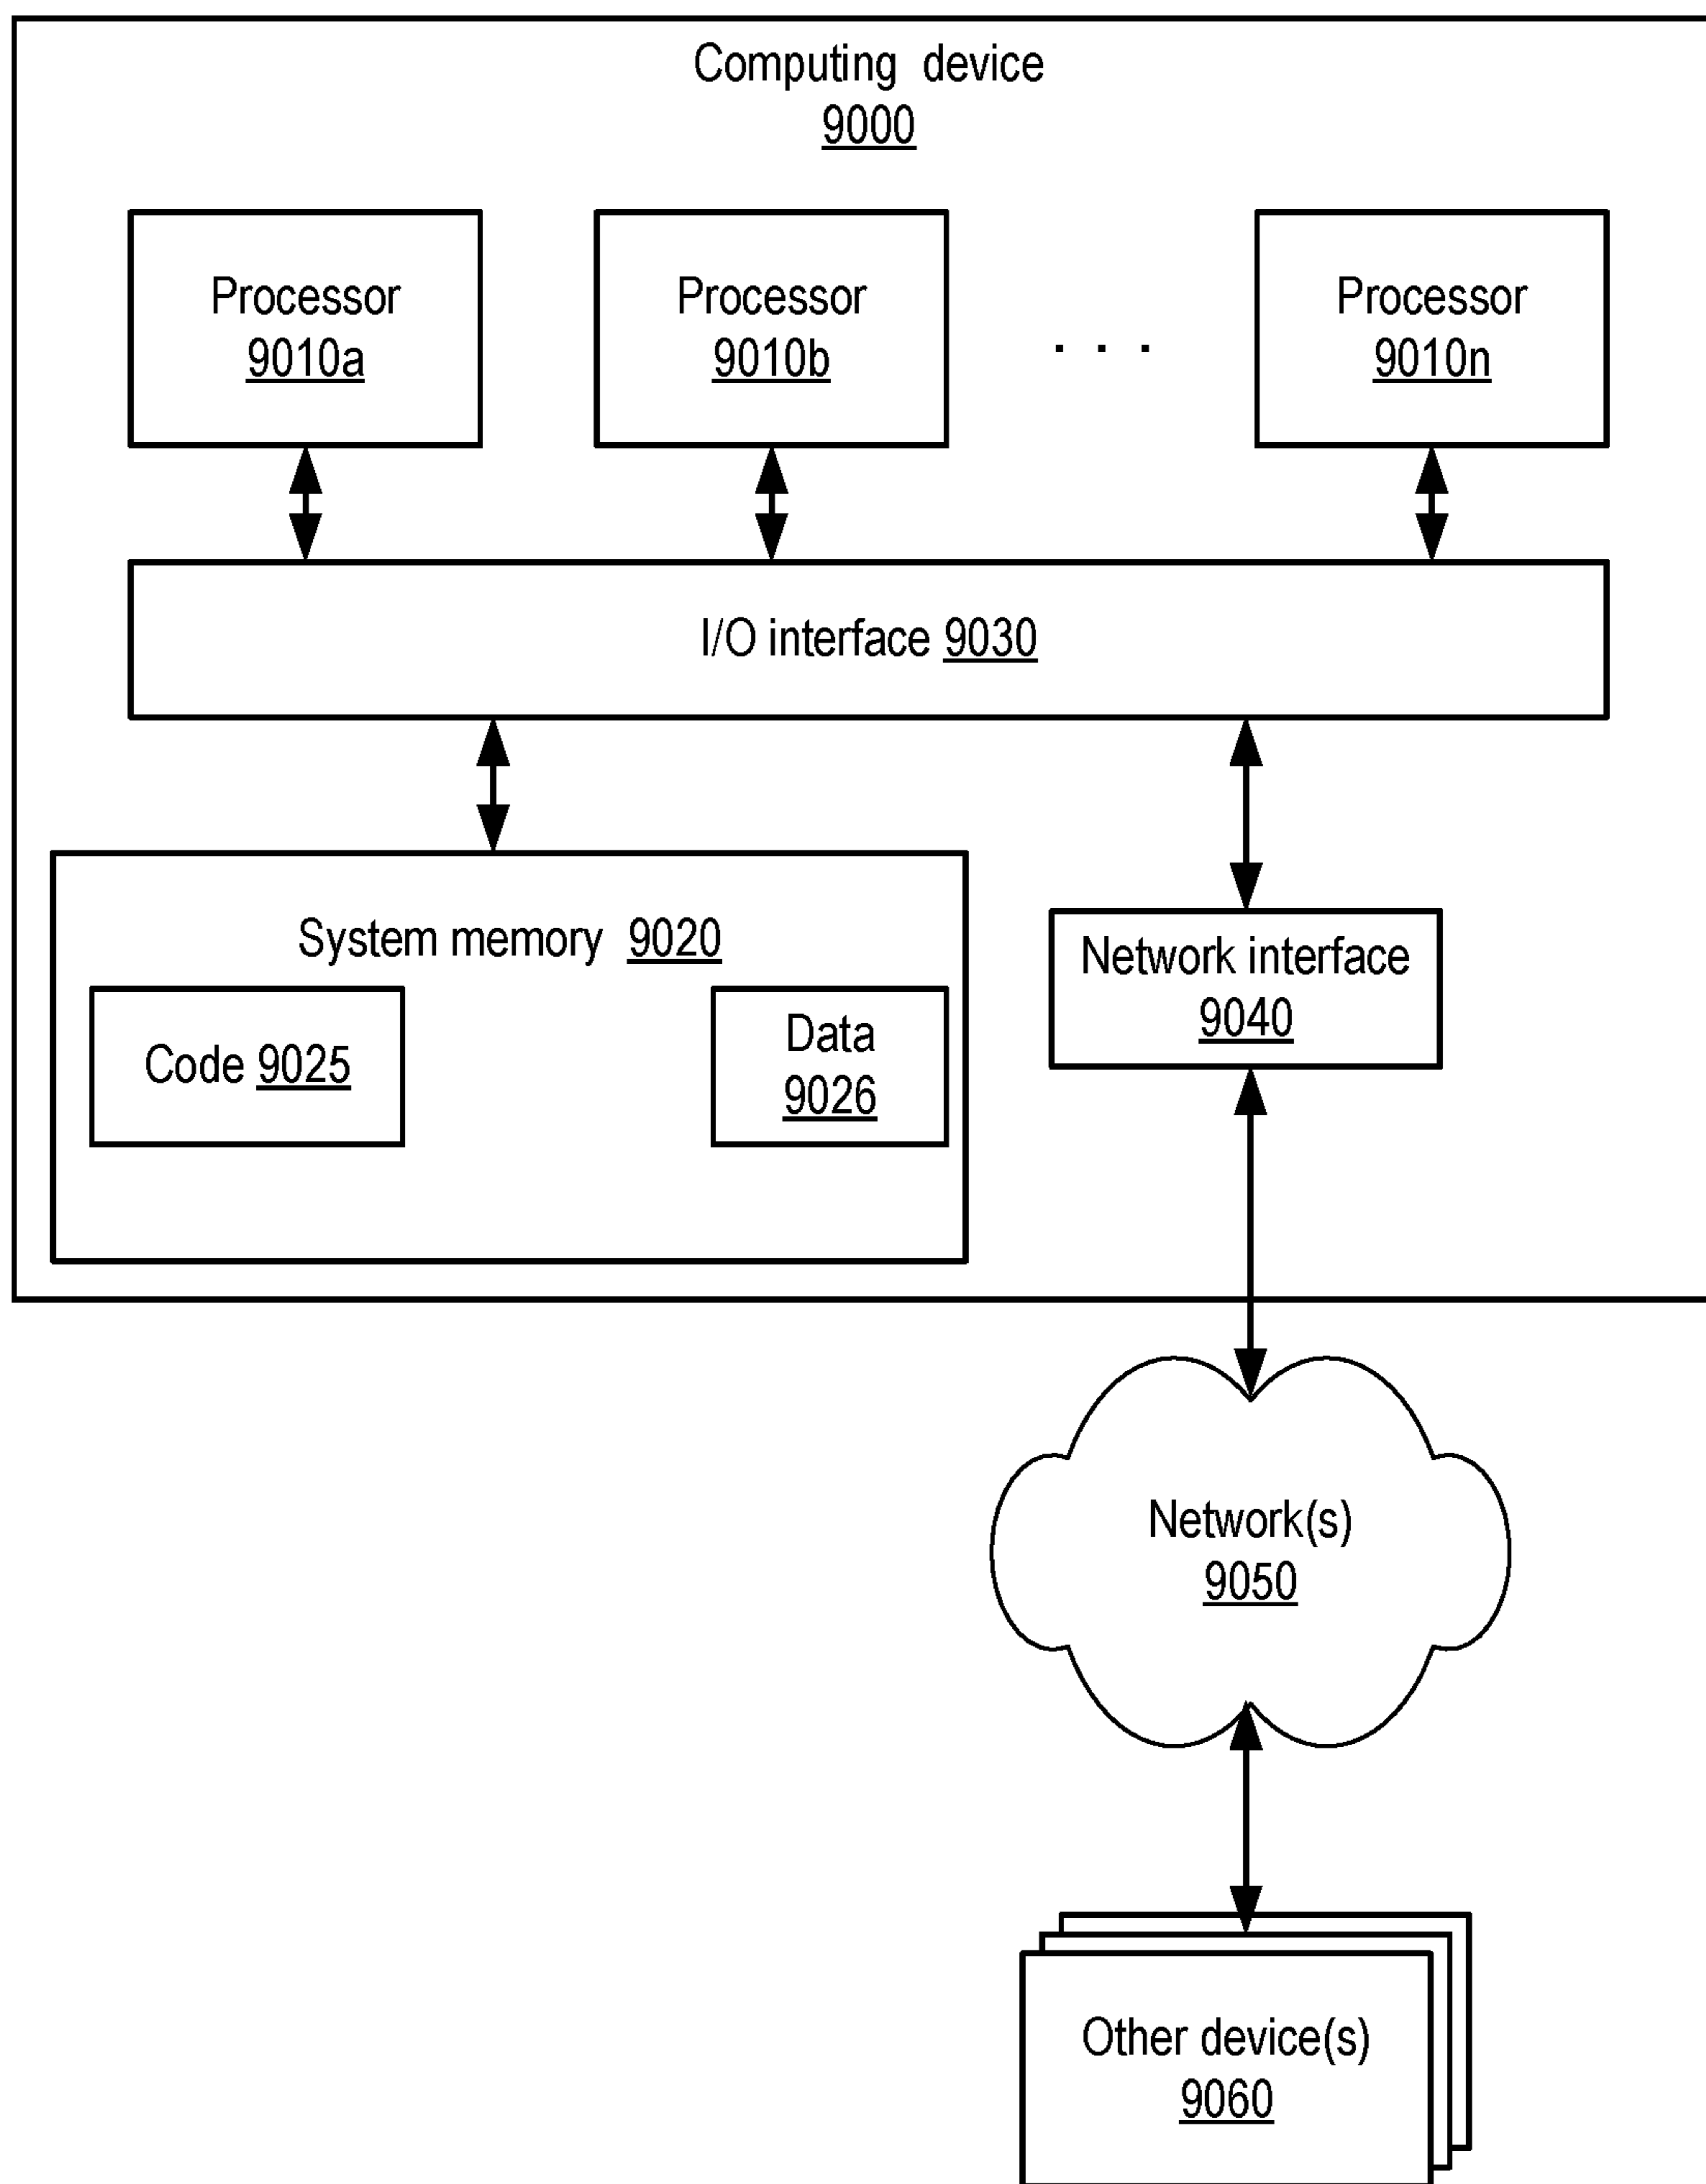 Computing device
9000
Processor
9010a
Processor
9010b
. . .
Processor
9010n
I/O interface 9030
System memory 9020
Code 9025
Data
9026
Network interface
9040
Network(s)
9050
Other device(s)
9060